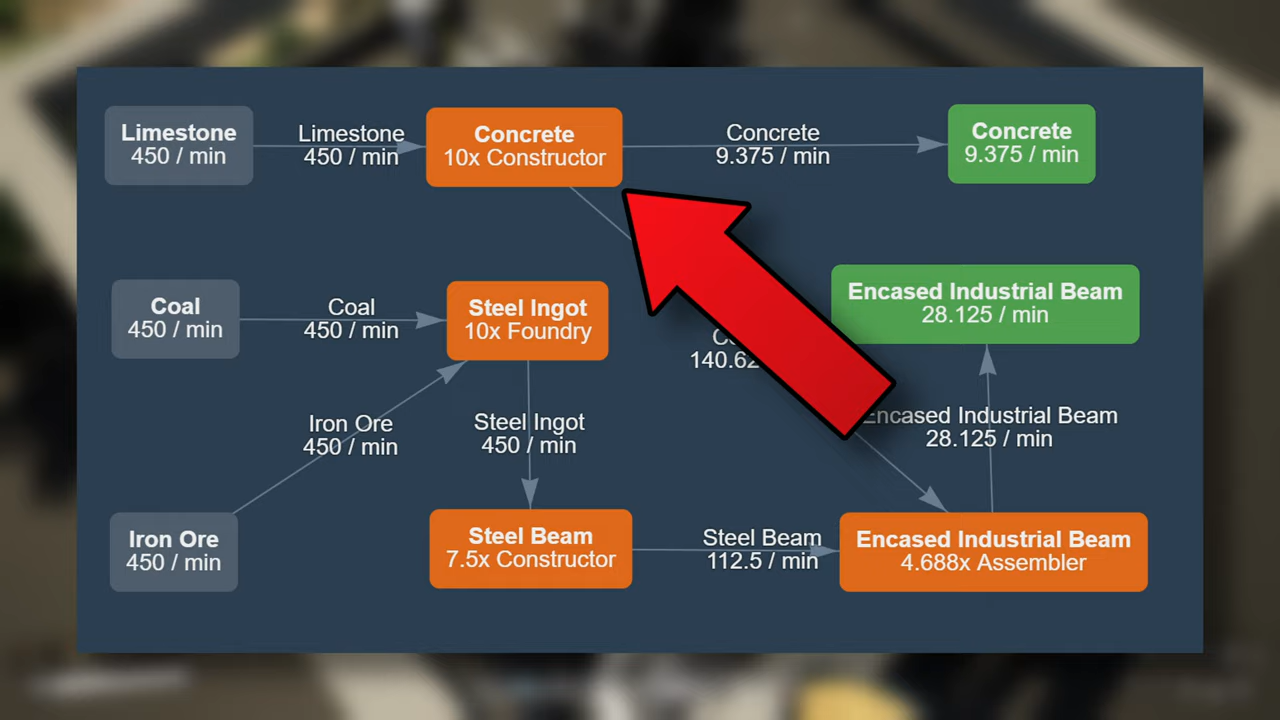 Limestone
450 / min
Limestone
450 / min
Concrete
10x Constructor
Concrete
9.375 / min
Concrete
9.375 / min
Coal
450 / min
Coal
450 / min
Steel Ingot
10x Foundry
140.62
Encased Industrial Beam
28.125 / min
Iron Ore
450 / min
Steel Ingot
450 / min
Encased Industrial Beam
28.125 / min
Iron Ore
450 / min
Steel Beam
7.5x Constructor
Steel Beam
112.5 / min
Encased Industrial Beam
4.688x Assembler